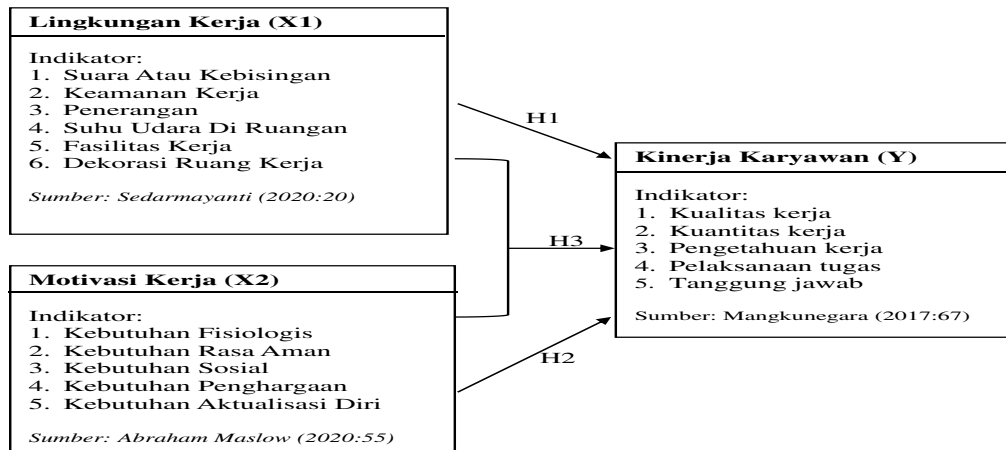 Lingkungan Kerja (X1)
Indikator:
1. Suara Atau Kebisingan
2. Keamanan Kerja
3. Penerangan
4. Suhu Udara Di Ruangan
5. Fasilitas Kerja
6. Dekorasi Ruang Kerja
Sumber: Sedarmayanti (2020:20)
H1
Kinerja Karyawan (Y)
Indikator:
1. Kualitas kerja
2. Kuantitas kerja
3. Pengetahuan kerja
4. Pelaksanaan tugas
5. Tanggung jawab
Sumber: Mangkunegara (2017:67)
H3
Motivasi Kerja (X2)
Indikator:
1. Kebutuhan Fisiologis
2. Kebutuhan Rasa Aman
3. Kebutuhan Sosial
4. Kebutuhan Penghargaan
5. Kebutuhan Aktualisasi Diri
Sumber: Abraham Maslow (2020:55)
H2